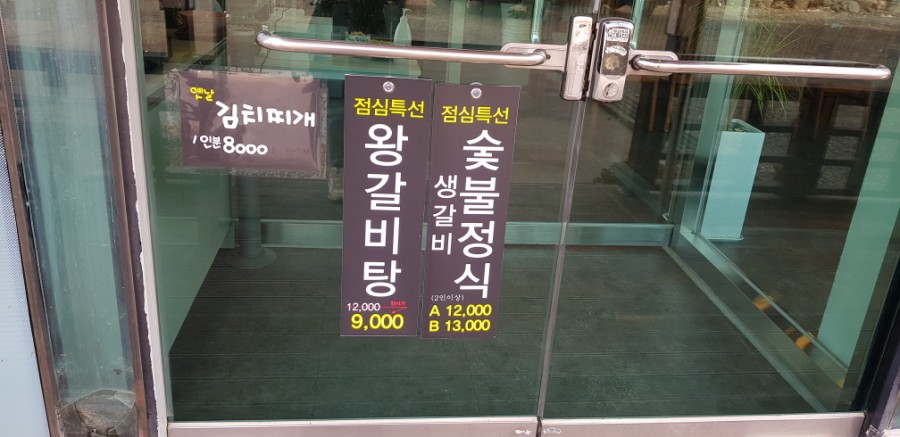 옛날
김치찌개
1인분 8000
점심특선
왕갈비탕
12,000
9,000
점심특선
숯불정식
생갈비
(2인이상)
A 12,000
B 13,000